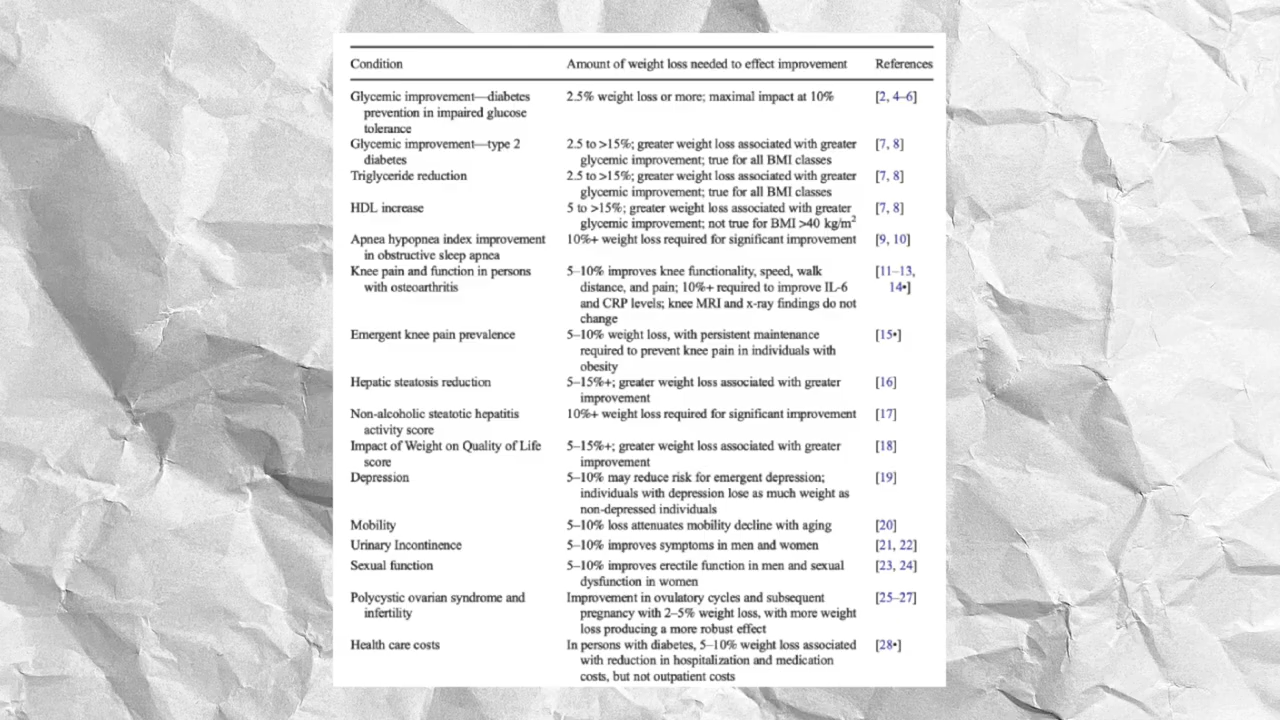 Condition Amount of weight loss needed to effect improvement References
Glycemic improvement—diabetes 2.5% weight loss or more; maximal impact at 10% [2, 4–6]
prevention in impaired glucose
tolerance
Glycemic improvement—type 2 2.5 to >15%; greater weight loss associated with greater [7, 8]
diabetes glycemic improvement; true for all BMI classes
Triglyceride reduction 2.5 to >15%; greater weight loss associated with greater [7, 8]
glycemic improvement; true for all BMI classes
HDL increase 5 to >15%; greater weight loss associated with greater [7, 8]
glycemic improvement; not true for BMI >40 kg/m²
Apnea hypopnea index improvement 10%+ weight loss required for significant improvement [9, 10]
in obstructive sleep apnea
Knee pain and function in persons 5–10% improves knee functionality, speed, walk [11–13,
with osteoarthritis distance, and pain; 10%+ required to improve IL-6 14•]
and CRP levels; knee MRI and x-ray findings do not
change
Emergent knee pain prevalence 5–10% weight loss, with persistent maintenance [15•]
required to prevent knee pain in individuals with
obesity
Hepatic steatosis reduction 5–15%+; greater weight loss associated with greater [16]
improvement
Non-alcoholic steatotic hepatitis 10%+ weight loss required for significant improvement [17]
activity score
Impact of Weight on Quality of Life 5–15%+; greater weight loss associated with greater [18]
score improvement
Depression 5–10% may reduce risk for emergent depression; [19]
individuals with depression lose as much weight as
non-depressed individuals
Mobility 5–10% loss attenuates mobility decline with aging [20]
Urinary Incontinence 5–10% improves symptoms in men and women [21, 22]
Sexual function 5–10% improves erectile function in men and sexual [23, 24]
dysfunction in women
Polycystic ovarian syndrome and Improvement in ovulatory cycles and subsequent [25–27]
infertility pregnancy with 2–5% weight loss, with more weight
loss producing a more robust effect
Health care costs In persons with diabetes, 5–10% weight loss associated [28•]
with reduction in hospitalization and medication
costs, but not outpatient costs